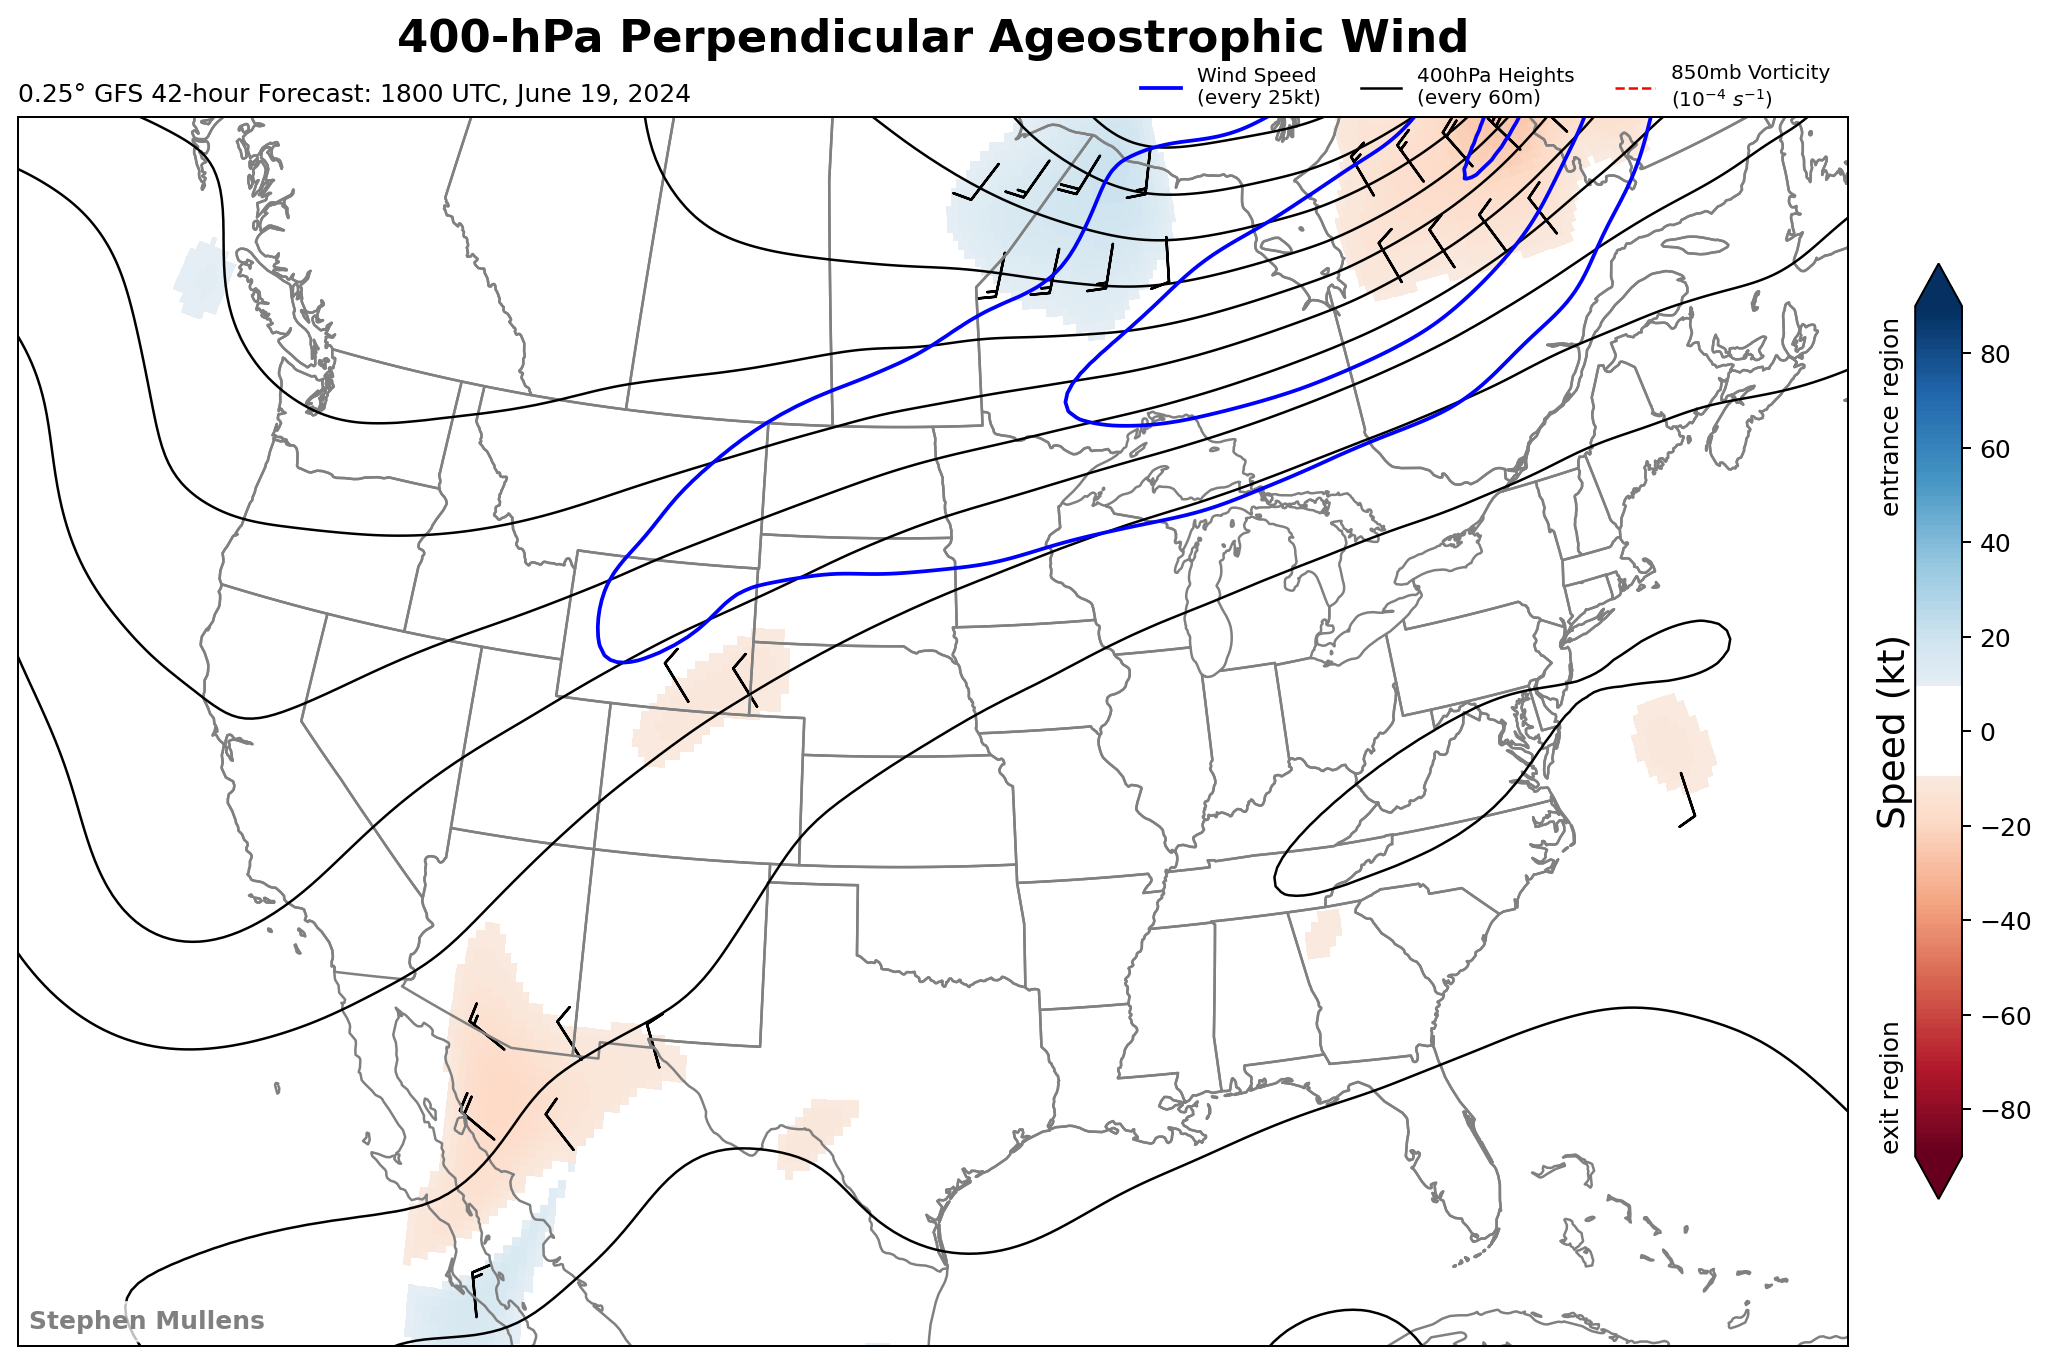 400-hPa Perpendicular Ageostrophic Wind
0.25° GFS 42-hour Forecast: 1800 UTC, June 19, 2024
Wind Speed
(every 25kt)
400hPa Heights
(every 60m)
850mb Vorticity
(10⁻⁴ s⁻¹)
entrance region
Speed (kt)
exit region
80
60
40
20
0
−20
−40
−60
−80
Stephen Mullens